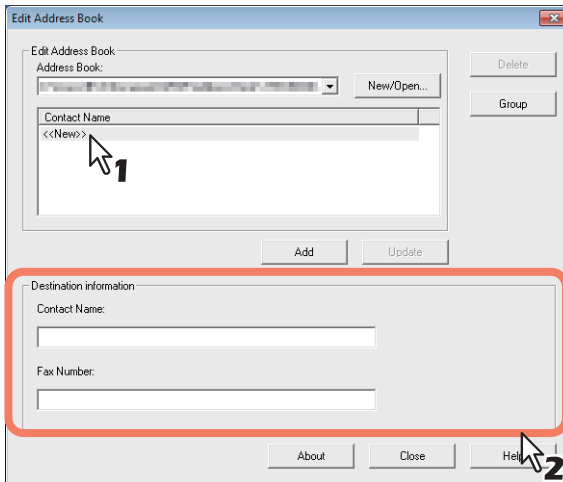 Edit Address Book
Edit Address Book
Address Book:
New/Open...
Delete
Group
Contact Name
<<New>>
1
Add
Update
Destination information
Contact Name:
Fax Number:
About
Close
Help
2